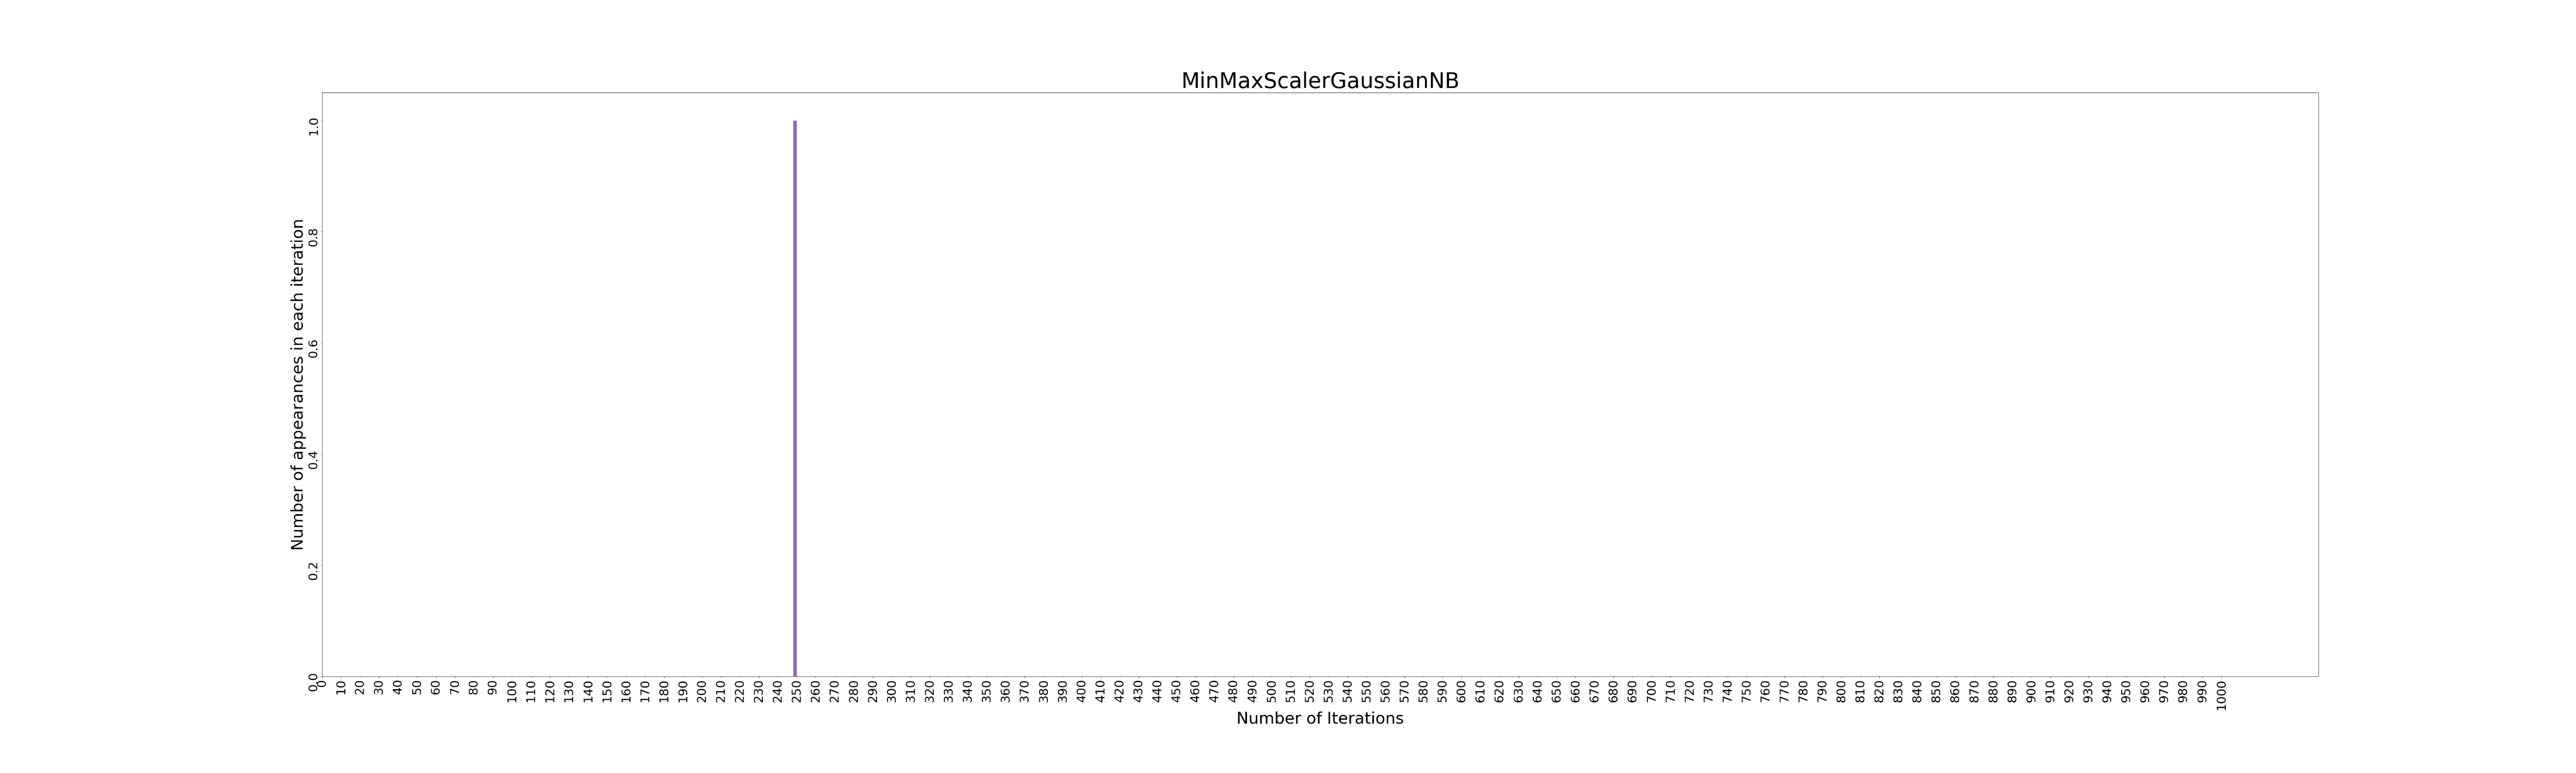 MinMaxScalerGaussianNB
Number of appearances in each iteration
1.0
0.8
0.6
0.4
0.2
0.0
0 10 20 30 40 50 60 70 80 90 100 110 120 130 140 150 160 170 180 190 200 210 220 230 240 250 260 270 280 290 300 310 320 330 340 350 360 370 380 390 400 410 420 430 440 450 460 470 480 490 500 510 520 530 540 550 560 570 580 590 600 610 620 630 640 650 660 670 680 690 700 710 720 730 740 750 760 770 780 790 800 810 820 830 840 850 860 870 880 890 900 910 920 930 940 950 960 970 980 990 1000
Number of Iterations